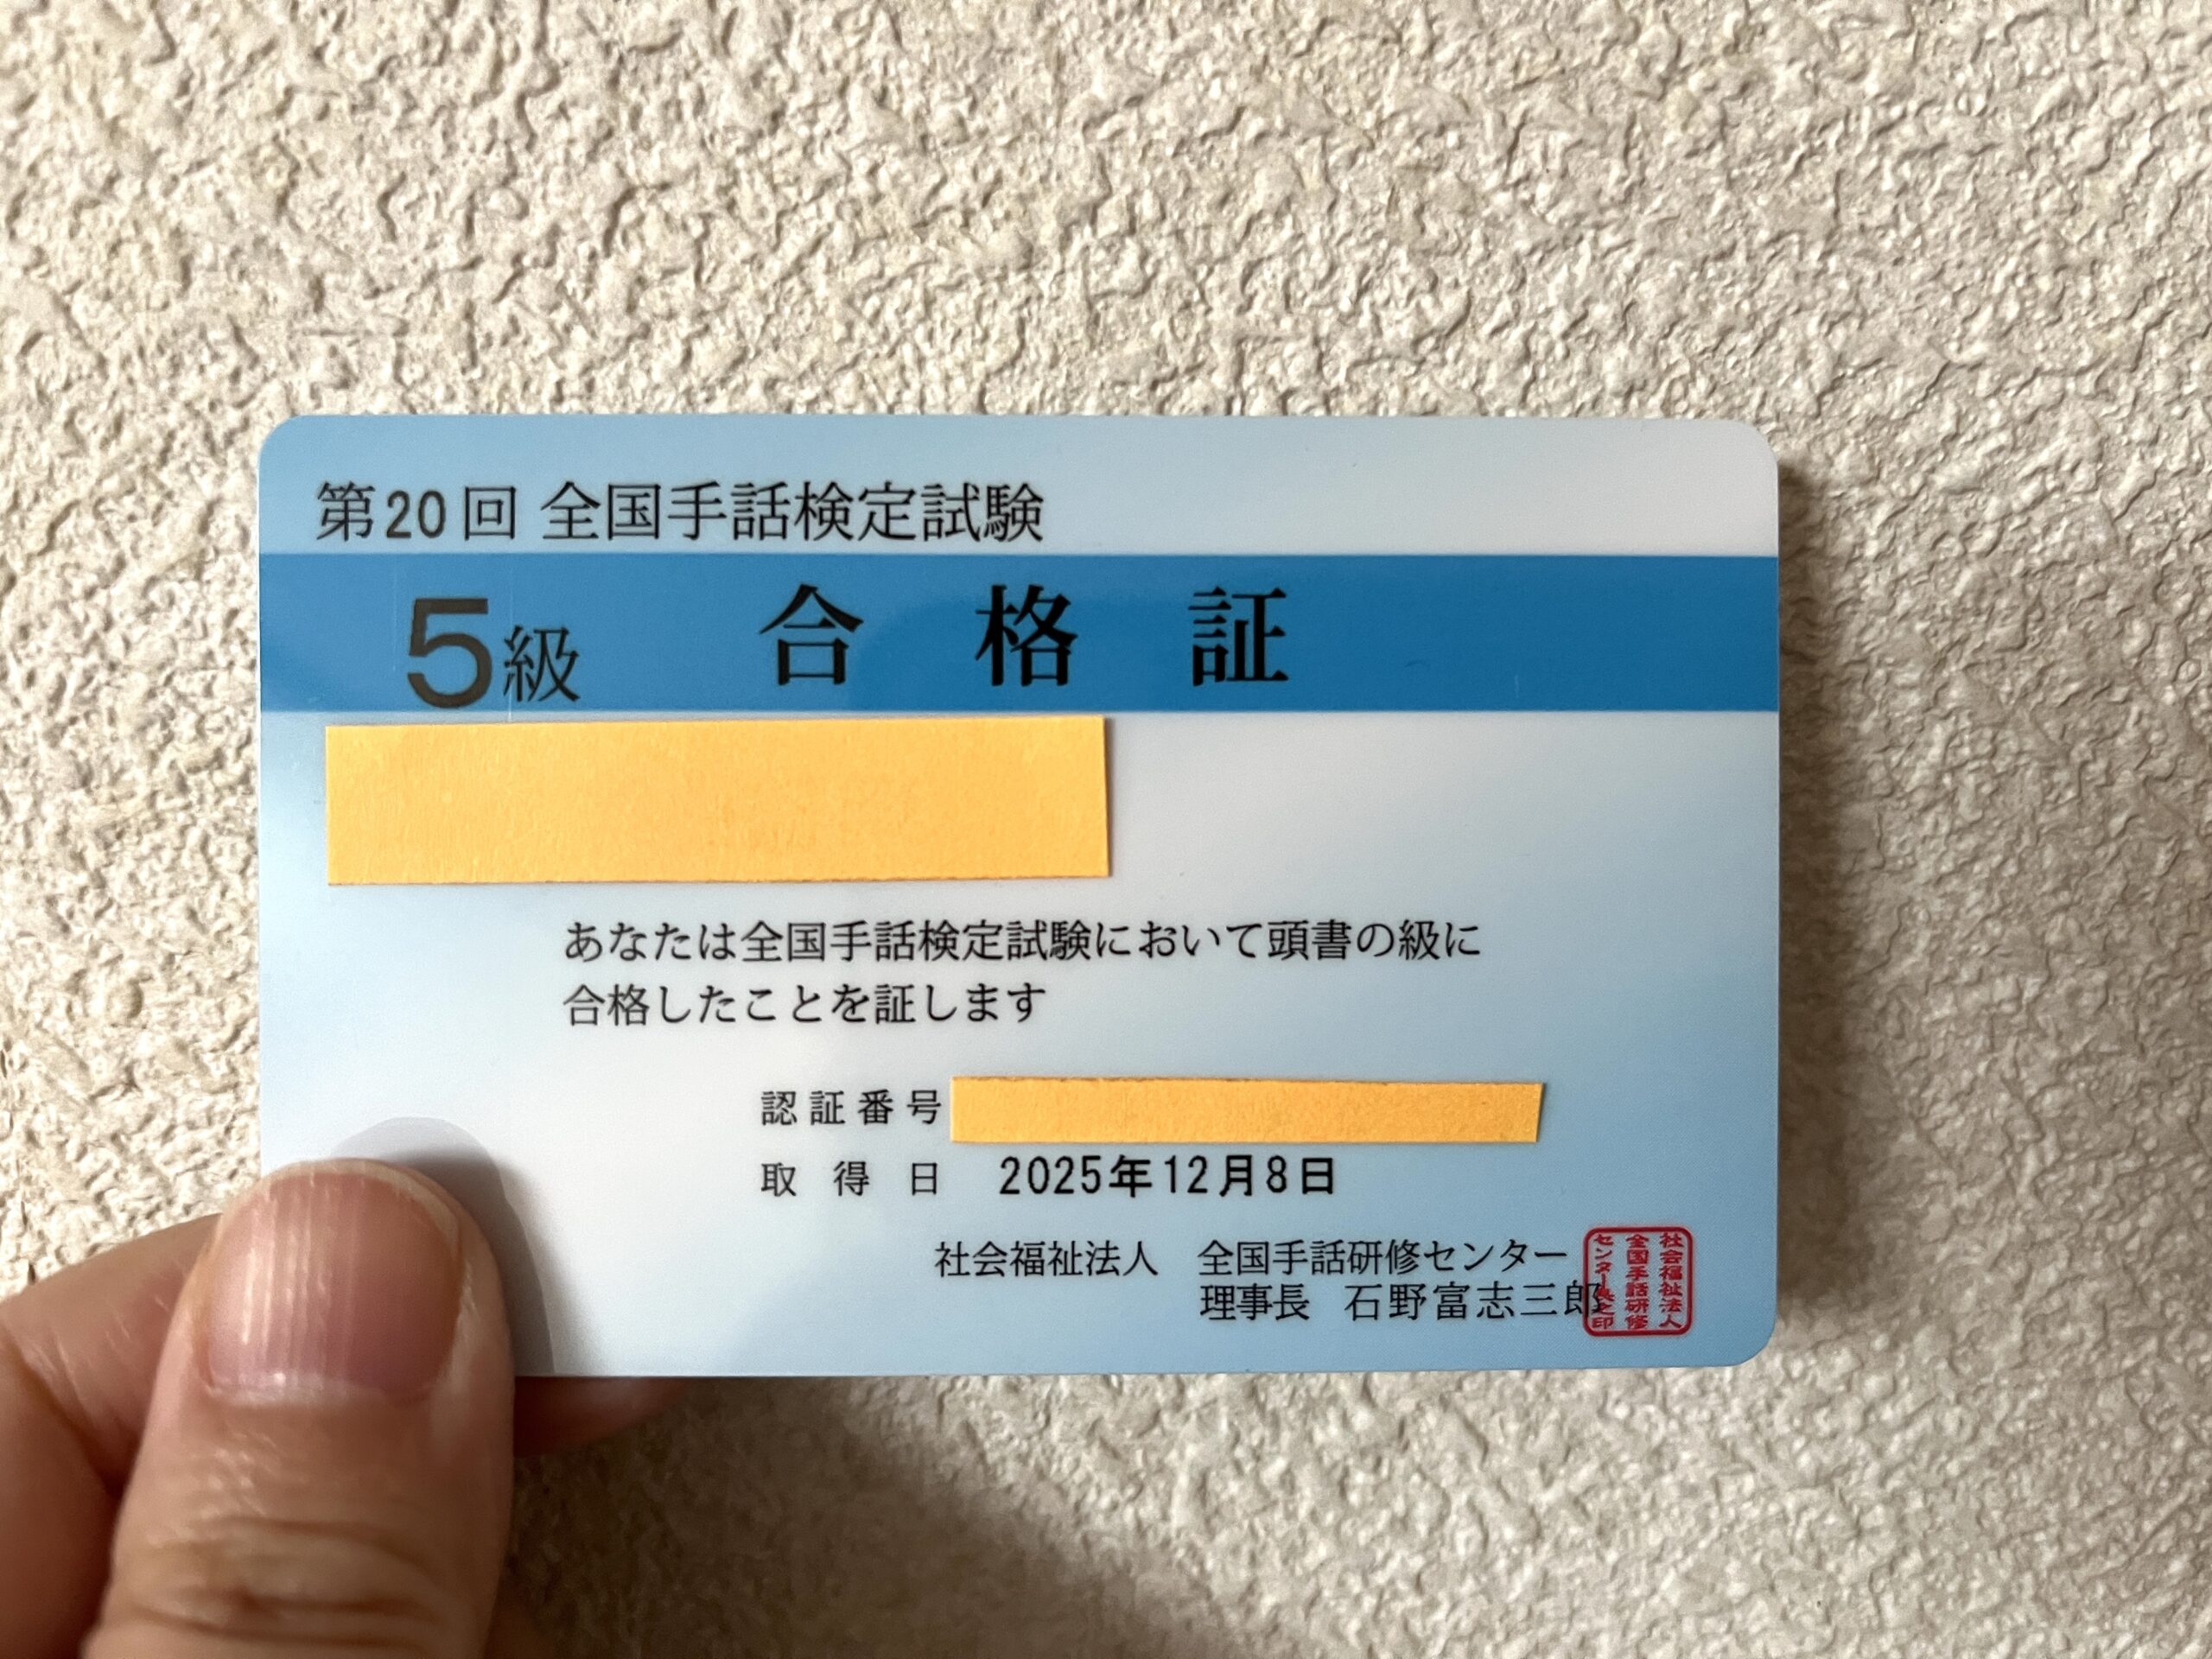 第20回 全国手話検定試験
5級 合格証
あなたは全国手話検定試験において頭書の級に
合格したことを証します
認証番号
取得日 2025年12月8日
社会福祉法人 全国手話研修センター
理事長 石野富志三郎
社会福祉法人
全国手話研修
センター長之印